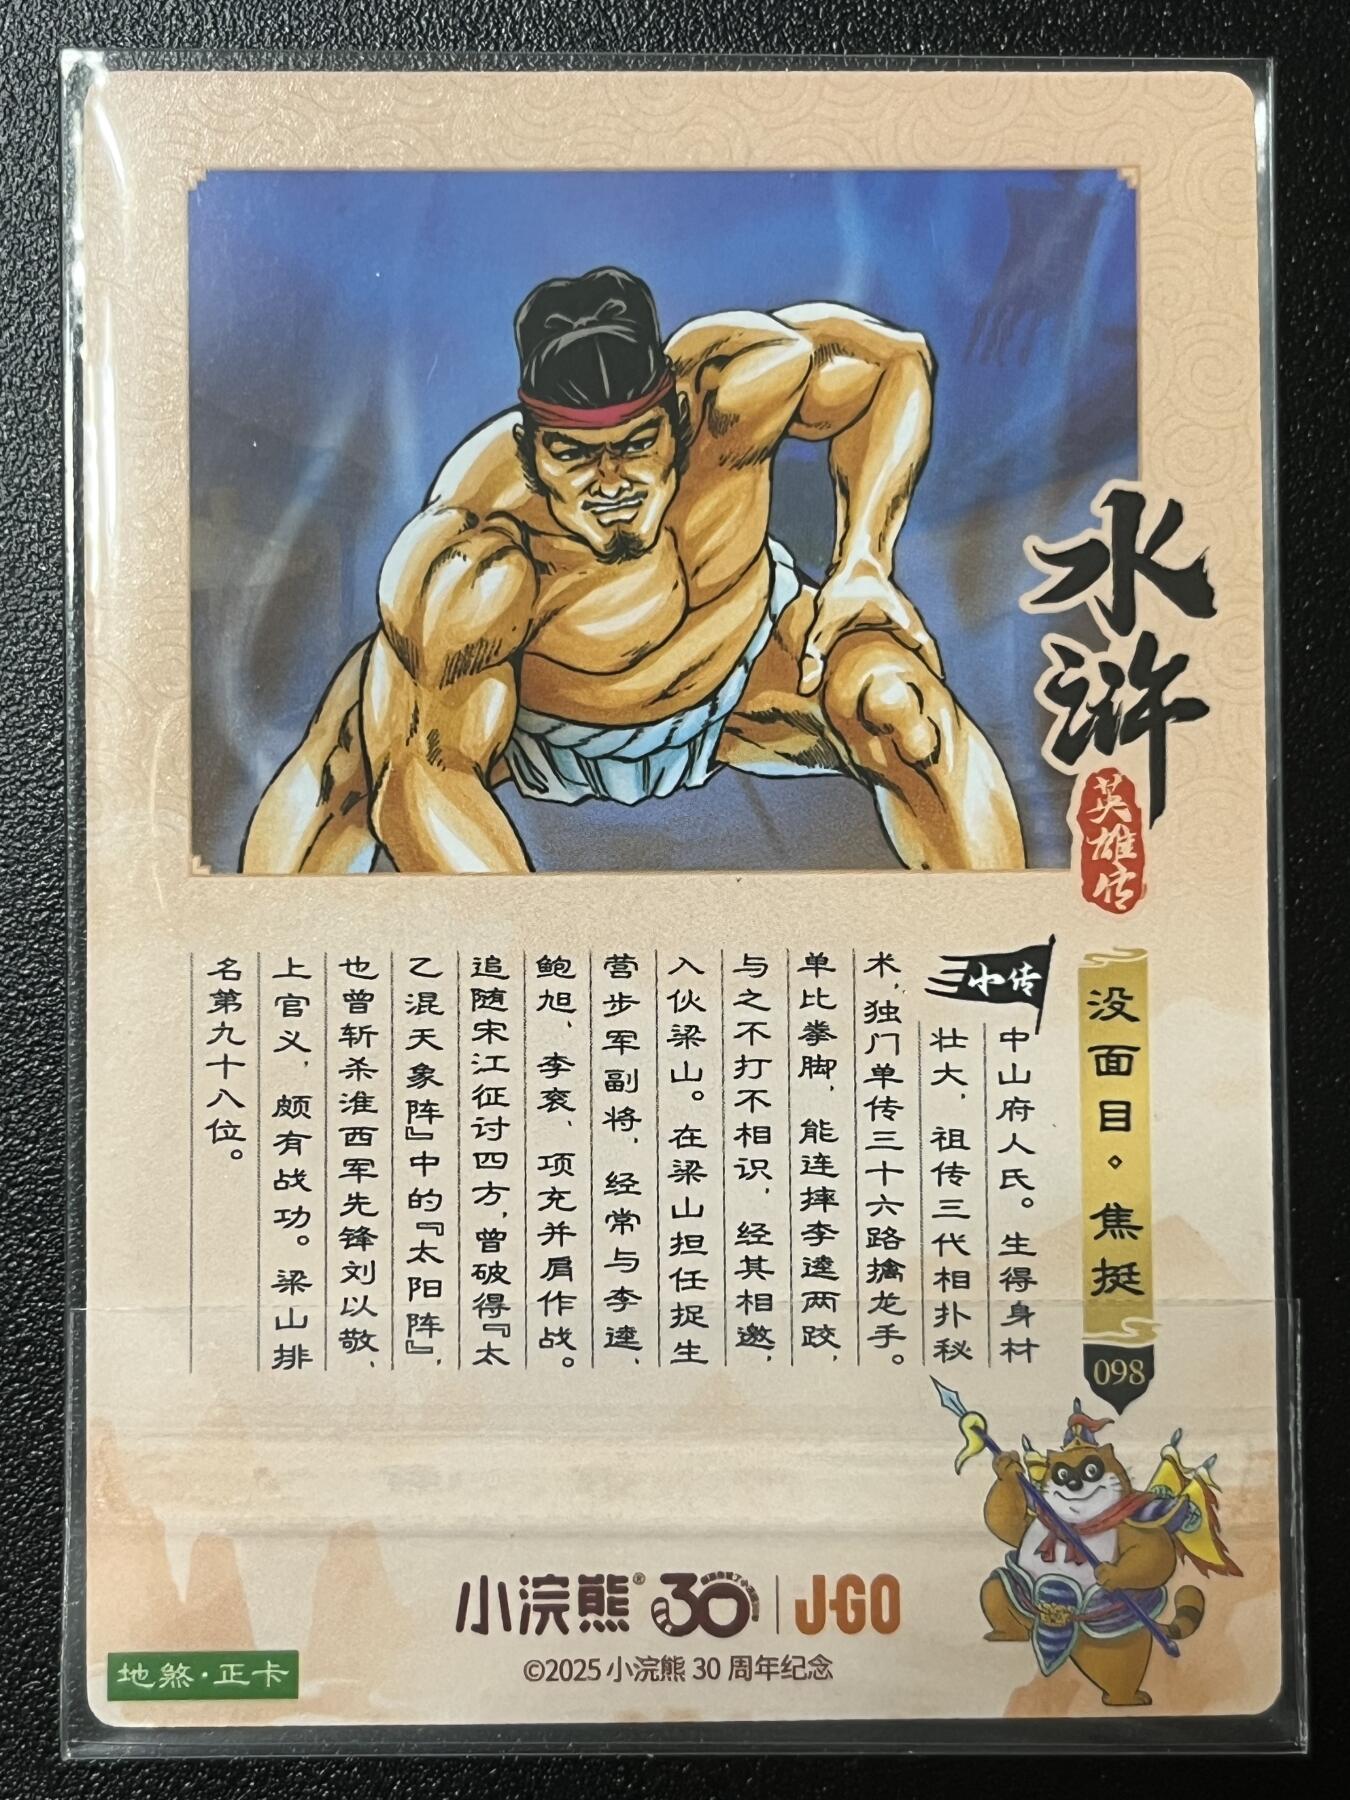 水浒
英雄传
没面目·焦挺
098
小传
中山府人氏。生得身材
壮大，祖传三代相扑秘
术，独门单传三十六路擒龙手。
单比拳脚，能连摔李逵两跤，
与之不打不相识，经其相邀，
入伙梁山。在梁山担任捉生
营步军副将，经常与李逵、
鲍旭、李衮、项充并肩作战。
追随宋江征讨四方，曾破得『太
乙混天象阵』中的『太阳阵』，
也曾斩杀淮西军先锋刘以敬、
上官义，颇有战功。梁山排
名第九十八位。
小浣熊® 30 | J-GO
©2025 小浣熊 30 周年纪念
地煞·正卡